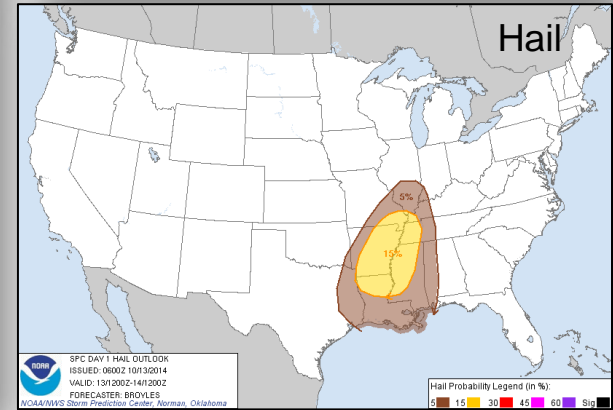 Hail
5%
15%
NOAA
SPC DAY 1 HAIL OUTLOOK
ISSUED: 0600Z 10/13/2014
VALID: 13/1200Z-14/1200Z
FORECASTER: BROYLES
NOAA/NWS Storm Prediction Center, Norman, Oklahoma
Hail Probability Legend (in %):
5 15 30 45 60 Sig